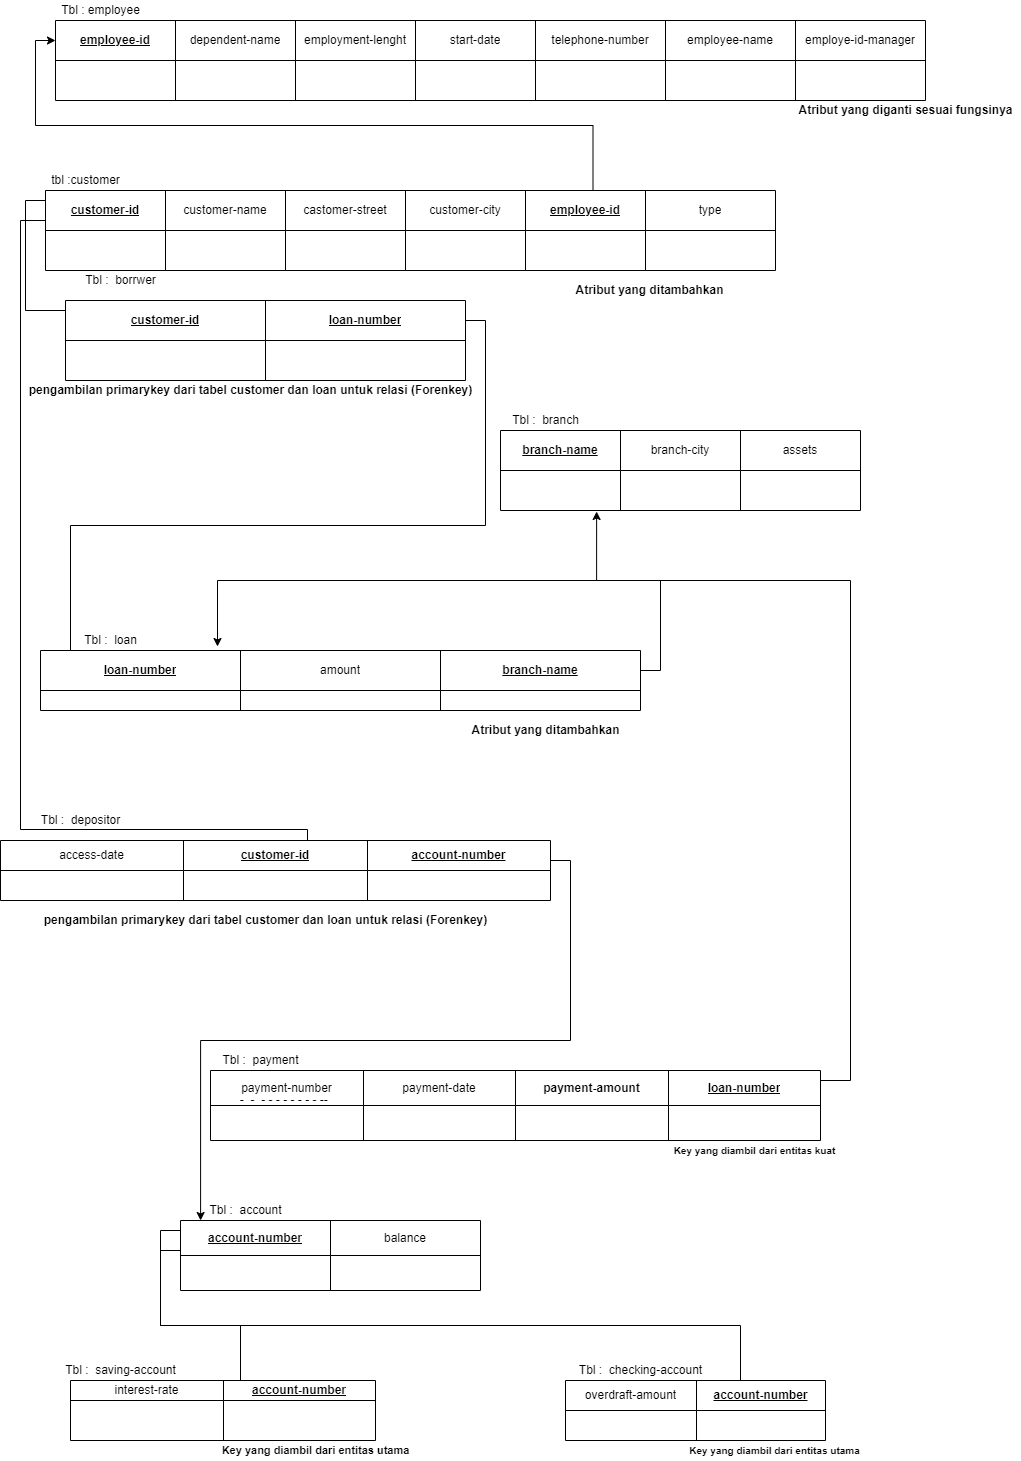 Tbl : employee
employee-id dependent-name employment-lenght start-date telephone-number employee-name employe-id-manager
Atribut yang diganti sesuai fungsinya
tbl :customer
customer-id customer-name castomer-street customer-city employee-id type
Tbl : borrwer
Atribut yang ditambahkan
customer-id loan-number
pengambilan primarykey dari tabel customer dan loan untuk relasi (Forenkey)
Tbl : branch
branch-name branch-city assets
Tbl : loan
loan-number amount branch-name
Atribut yang ditambahkan
Tbl : depositor
access-date customer-id account-number
pengambilan primarykey dari tabel customer dan loan untuk relasi (Forenkey)
Tbl : payment
payment-number payment-date payment-amount loan-number
Key yang diambil dari entitas kuat
Tbl : account
account-number balance
Tbl : saving-account Tbl : checking-account
interest-rate account-number overdraft-amount account-number
Key yang diambil dari entitas utama Key yang diambil dari entitas utama